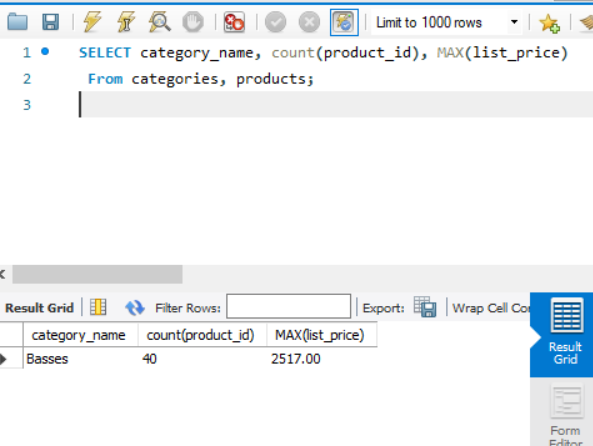 Limit to 1000 rows
1 SELECT category_name, count(product_id), MAX(list_price)
2 From categories, products;
3
Result Grid Filter Rows: Export: Wrap Cell Co
category_name count(product_id) MAX(list_price)
Basses 40 2517.00
Result
Grid
Form
Editor